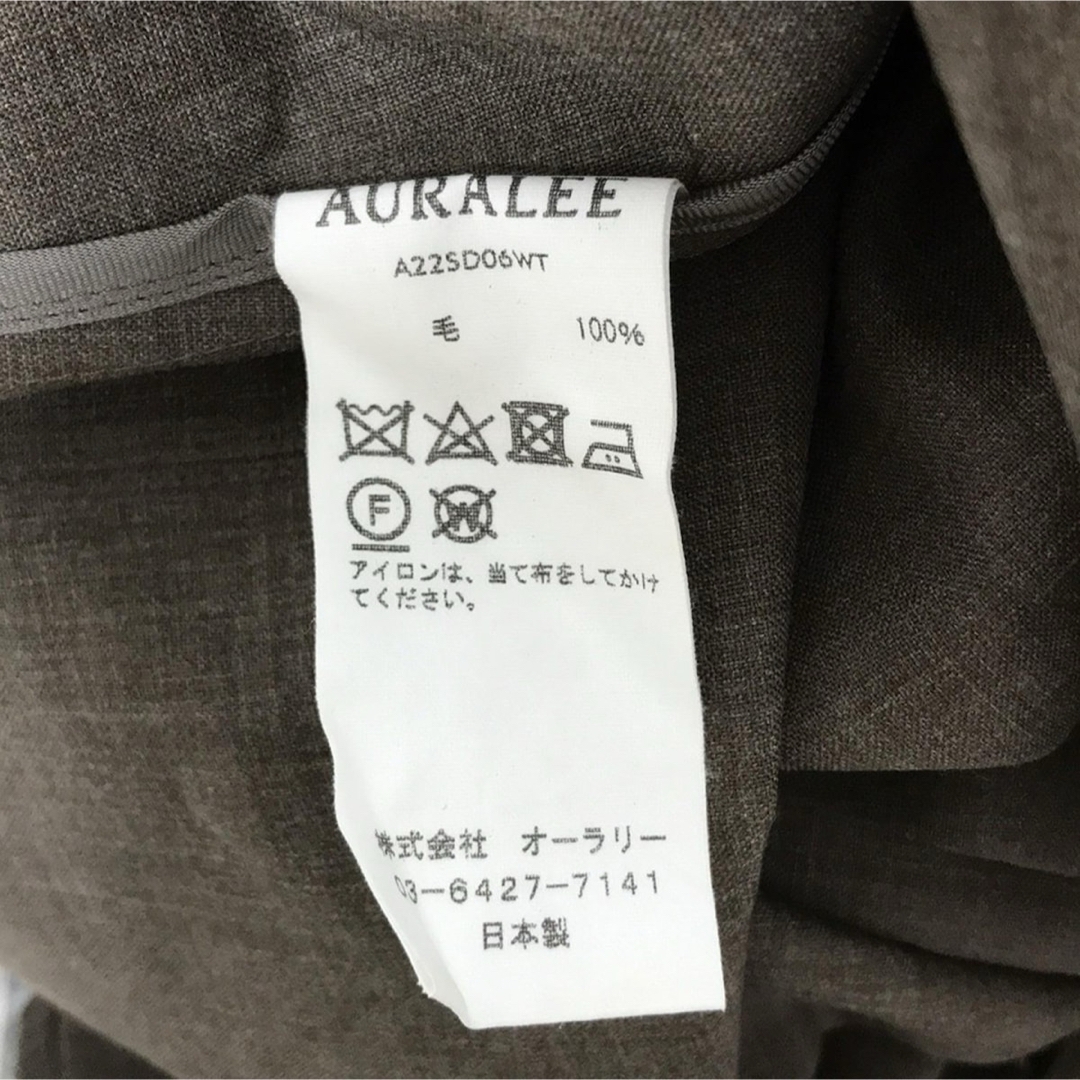 AURALEE
A22SD06WT
毛 100%
F
W
アイロンは、当て布をしてかけ
てください。
株式会社 オーラリー
03-6427-7141
日本製